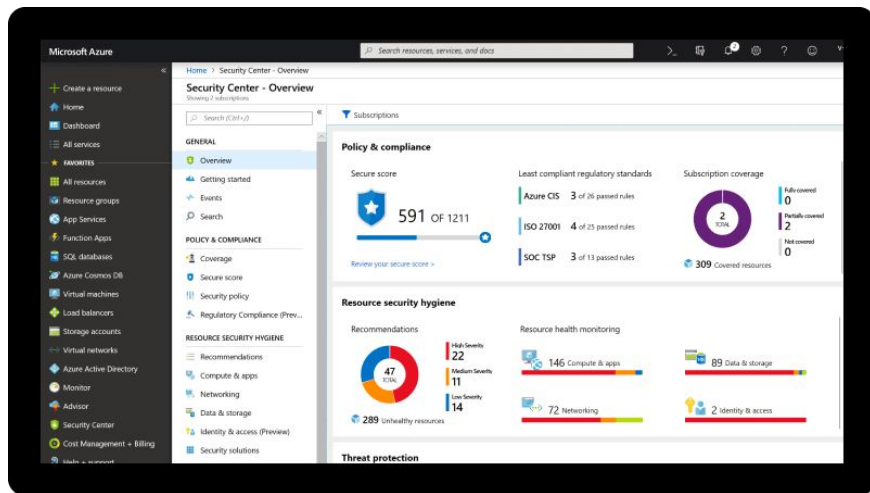 Microsoft Azure
Search resources, services, and docs
2
Create a resource
Home
Dashboard
All services
FAVORITES
All resources
Resource groups
App Services
Function Apps
SQL databases
Azure Cosmos DB
Virtual machines
Load balancers
Storage accounts
Virtual networks
Azure Active Directory
Monitor
Advisor
Security Center
Cost Management + Billing
Help + support
Home > Security Center - Overview
Security Center - Overview
Showing 2 subscriptions
Search (Ctrl+/)
GENERAL
Overview
Getting started
Events
Search
POLICY & COMPLIANCE
Coverage
Secure score
Security policy
Regulatory Compliance (Prev...
RESOURCE SECURITY HYGIENE
Recommendations
Compute & apps
Networking
Data & storage
Identity & access (Preview)
Security solutions
Subscriptions
Policy & compliance
Secure score
591 OF 1211
Review your secure score >
Least compliant regulatory standards
Azure CIS 3 of 26 passed rules
ISO 27001 4 of 25 passed rules
SOC TSP 3 of 13 passed rules
Subscription coverage
2
TOTAL
Fully covered
0
Partially covered
2
Not covered
0
309 Covered resources
Resource security hygiene
Recommendations
47
TOTAL
High Severity
22
Medium Severity
11
Low Severity
14
289 Unhealthy resources
Resource health monitoring
146 Compute & apps
89 Data & storage
72 Networking
2 Identity & access
Threat protection